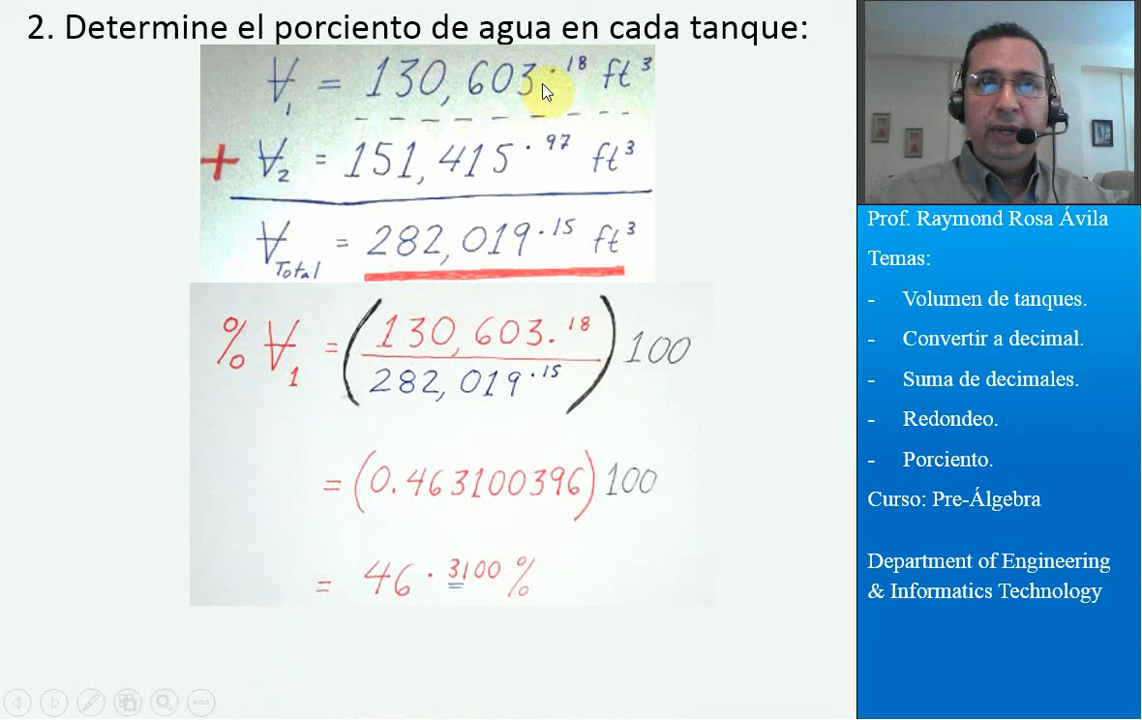 2. Determine el porciento de agua en cada tanque:
V₁ = 130,603.18 ft³
+ V₂ = 151,415.97 ft³
V Total = 282,019.15 ft³
% V₁ = (130,603.18 / 282,019.15) 100
= (0.463100396) 100
= 46.3100 %
Prof. Raymond Rosa Ávila
Temas:
- Volumen de tanques.
- Convertir a decimal.
- Suma de decimales.
- Redondeo.
- Porciento.
Curso: Pre-Álgebra
Department of Engineering
& Informatics Technology